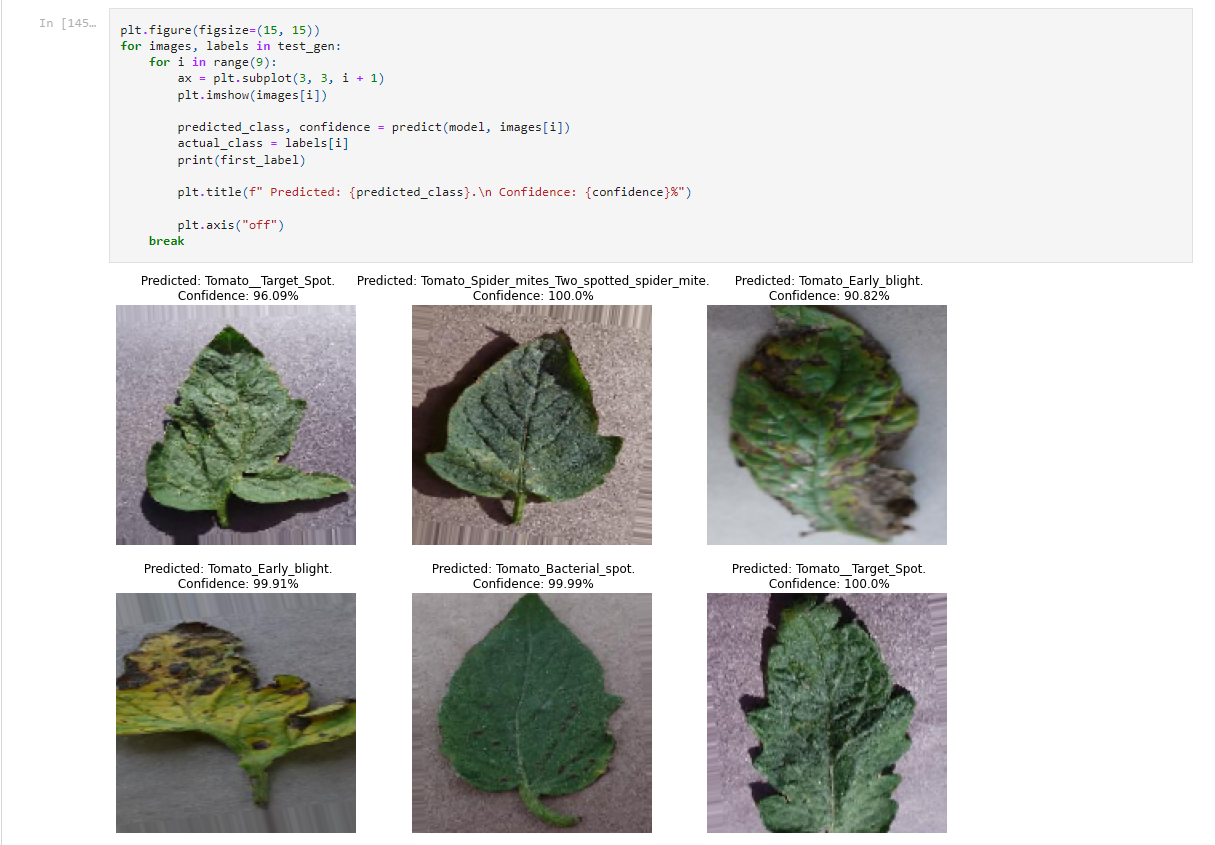 In [145…
plt.figure(figsize=(15, 15))
for images, labels in test_gen:
    for i in range(9):
        ax = plt.subplot(3, 3, i + 1)
        plt.imshow(images[i])

        predicted_class, confidence = predict(model, images[i])
        actual_class = labels[i]
        print(first_label)

        plt.title(f" Predicted: {predicted_class}.\n Confidence: {confidence}%")

        plt.axis("off")
    break
Predicted: Tomato__Target_Spot.
Confidence: 96.09%
Predicted: Tomato_Spider_mites_Two_spotted_spider_mite.
Confidence: 100.0%
Predicted: Tomato_Early_blight.
Confidence: 90.82%
Predicted: Tomato_Early_blight.
Confidence: 99.91%
Predicted: Tomato_Bacterial_spot.
Confidence: 99.99%
Predicted: Tomato__Target_Spot.
Confidence: 100.0%